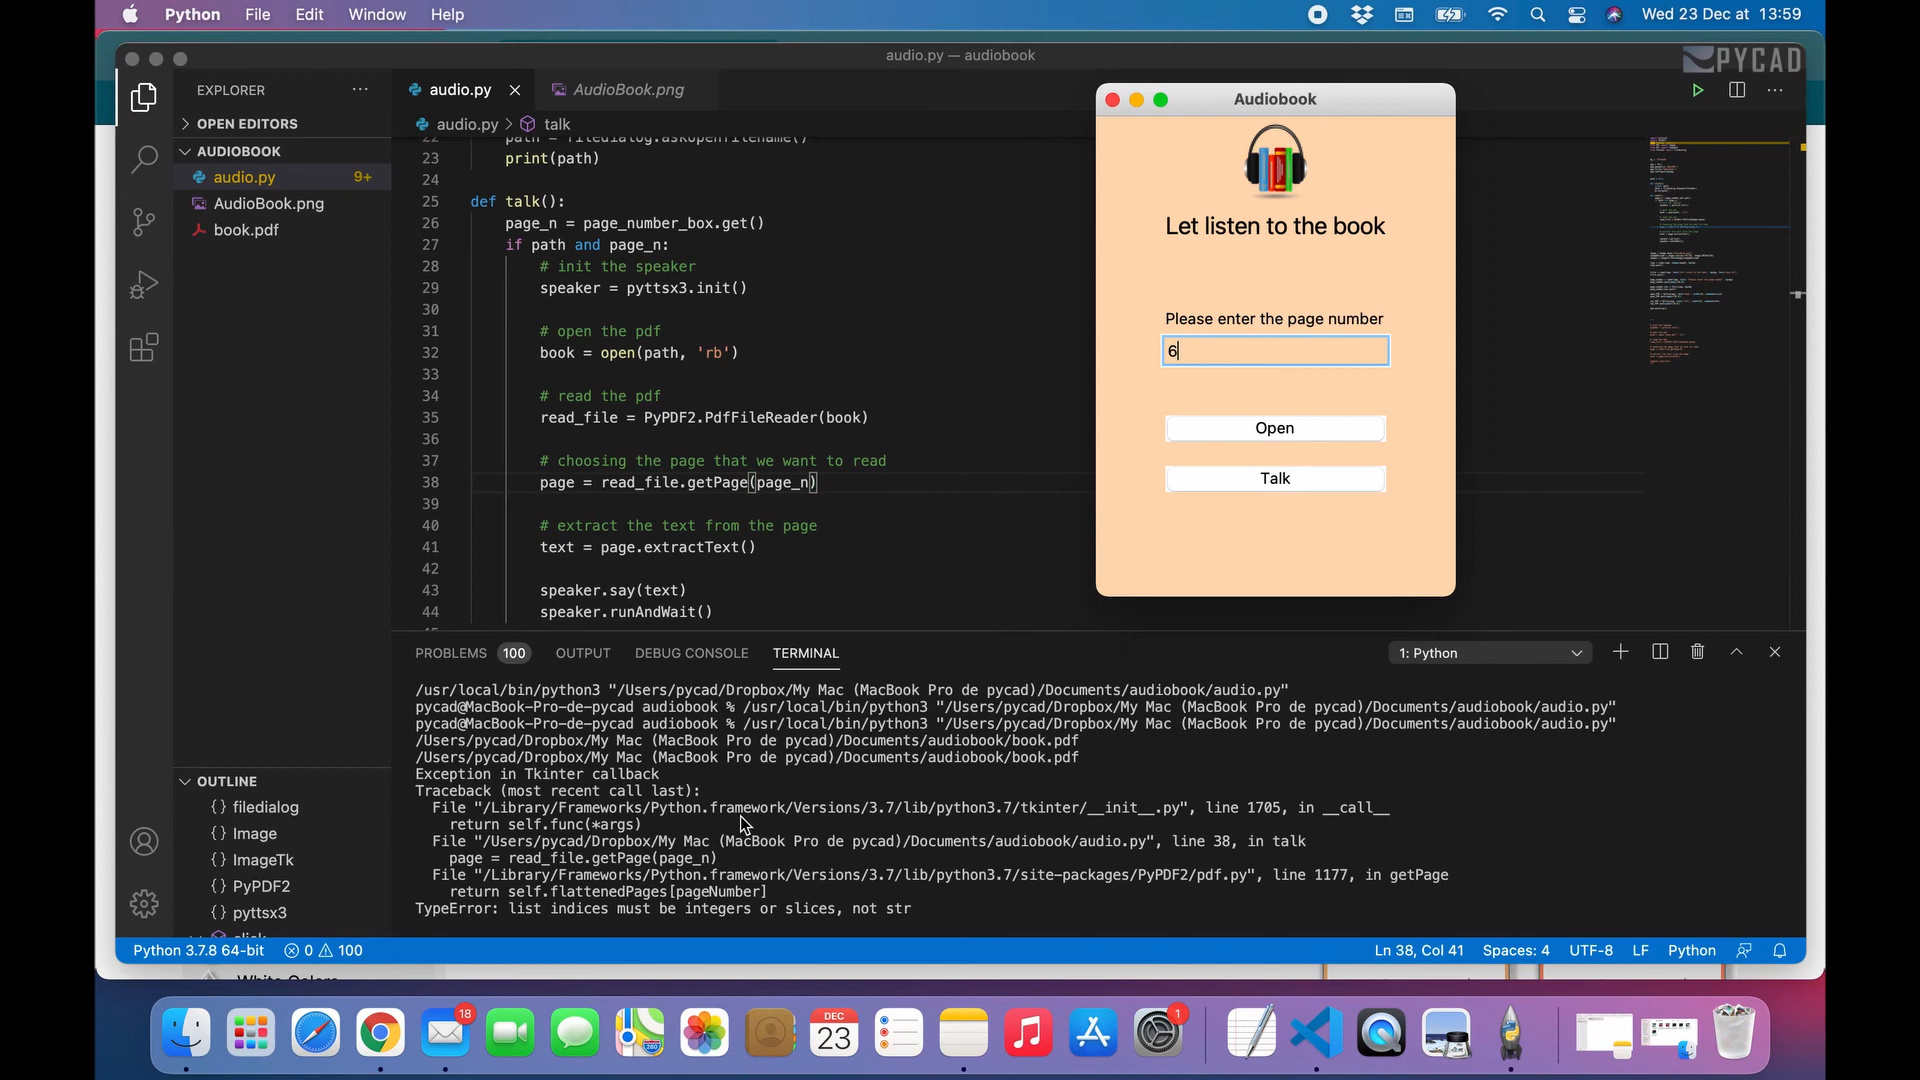 Python File Edit Window Help
Wed 23 Dec at 13:59
audio.py — audiobook
PYCAD
EXPLORER
audio.py
AudioBook.png
OPEN EDITORS
audio.py > talk
AUDIOBOOK
audio.py 9+
AudioBook.png
book.pdf
22 path = filedialog.askopenfilename()
23 print(path)
24
25 def talk():
26 page_n = page_number_box.get()
27 if path and page_n:
28 # init the speaker
29 speaker = pyttsx3.init()
30
31 # open the pdf
32 book = open(path, 'rb')
33
34 # read the pdf
35 read_file = PyPDF2.PdfFileReader(book)
36
37 # choosing the page that we want to read
38 page = read_file.getPage(page_n)
39
40 # extract the text from the page
41 text = page.extractText()
42
43 speaker.say(text)
44 speaker.runAndWait()
Audiobook
Let listen to the book
Please enter the page number
6
Open
Talk
PROBLEMS 100 OUTPUT DEBUG CONSOLE TERMINAL
1: Python
/usr/local/bin/python3 "/Users/pycad/Dropbox/My Mac (MacBook Pro de pycad)/Documents/audiobook/audio.py"
pycad@MacBook-Pro-de-pycad audiobook % /usr/local/bin/python3 "/Users/pycad/Dropbox/My Mac (MacBook Pro de pycad)/Documents/audiobook/audio.py"
pycad@MacBook-Pro-de-pycad audiobook % /usr/local/bin/python3 "/Users/pycad/Dropbox/My Mac (MacBook Pro de pycad)/Documents/audiobook/audio.py"
/Users/pycad/Dropbox/My Mac (MacBook Pro de pycad)/Documents/audiobook/book.pdf
/Users/pycad/Dropbox/My Mac (MacBook Pro de pycad)/Documents/audiobook/book.pdf
Exception in Tkinter callback
Traceback (most recent call last):
File "/Library/Frameworks/Python.framework/Versions/3.7/lib/python3.7/tkinter/__init__.py", line 1705, in __call__
return self.func(*args)
File "/Users/pycad/Dropbox/My Mac (MacBook Pro de pycad)/Documents/audiobook/audio.py", line 38, in talk
page = read_file.getPage(page_n)
File "/Library/Frameworks/Python.framework/Versions/3.7/lib/python3.7/site-packages/PyPDF2/pdf.py", line 1177, in getPage
return self.flattenedPages[pageNumber]
TypeError: list indices must be integers or slices, not str
OUTLINE
{} filedialog
{} Image
{} ImageTk
{} PyPDF2
{} pyttsx3
Python 3.7.8 64-bit 0 100
Ln 38, Col 41 Spaces: 4 UTF-8 LF Python
18
DEC
23
280
1